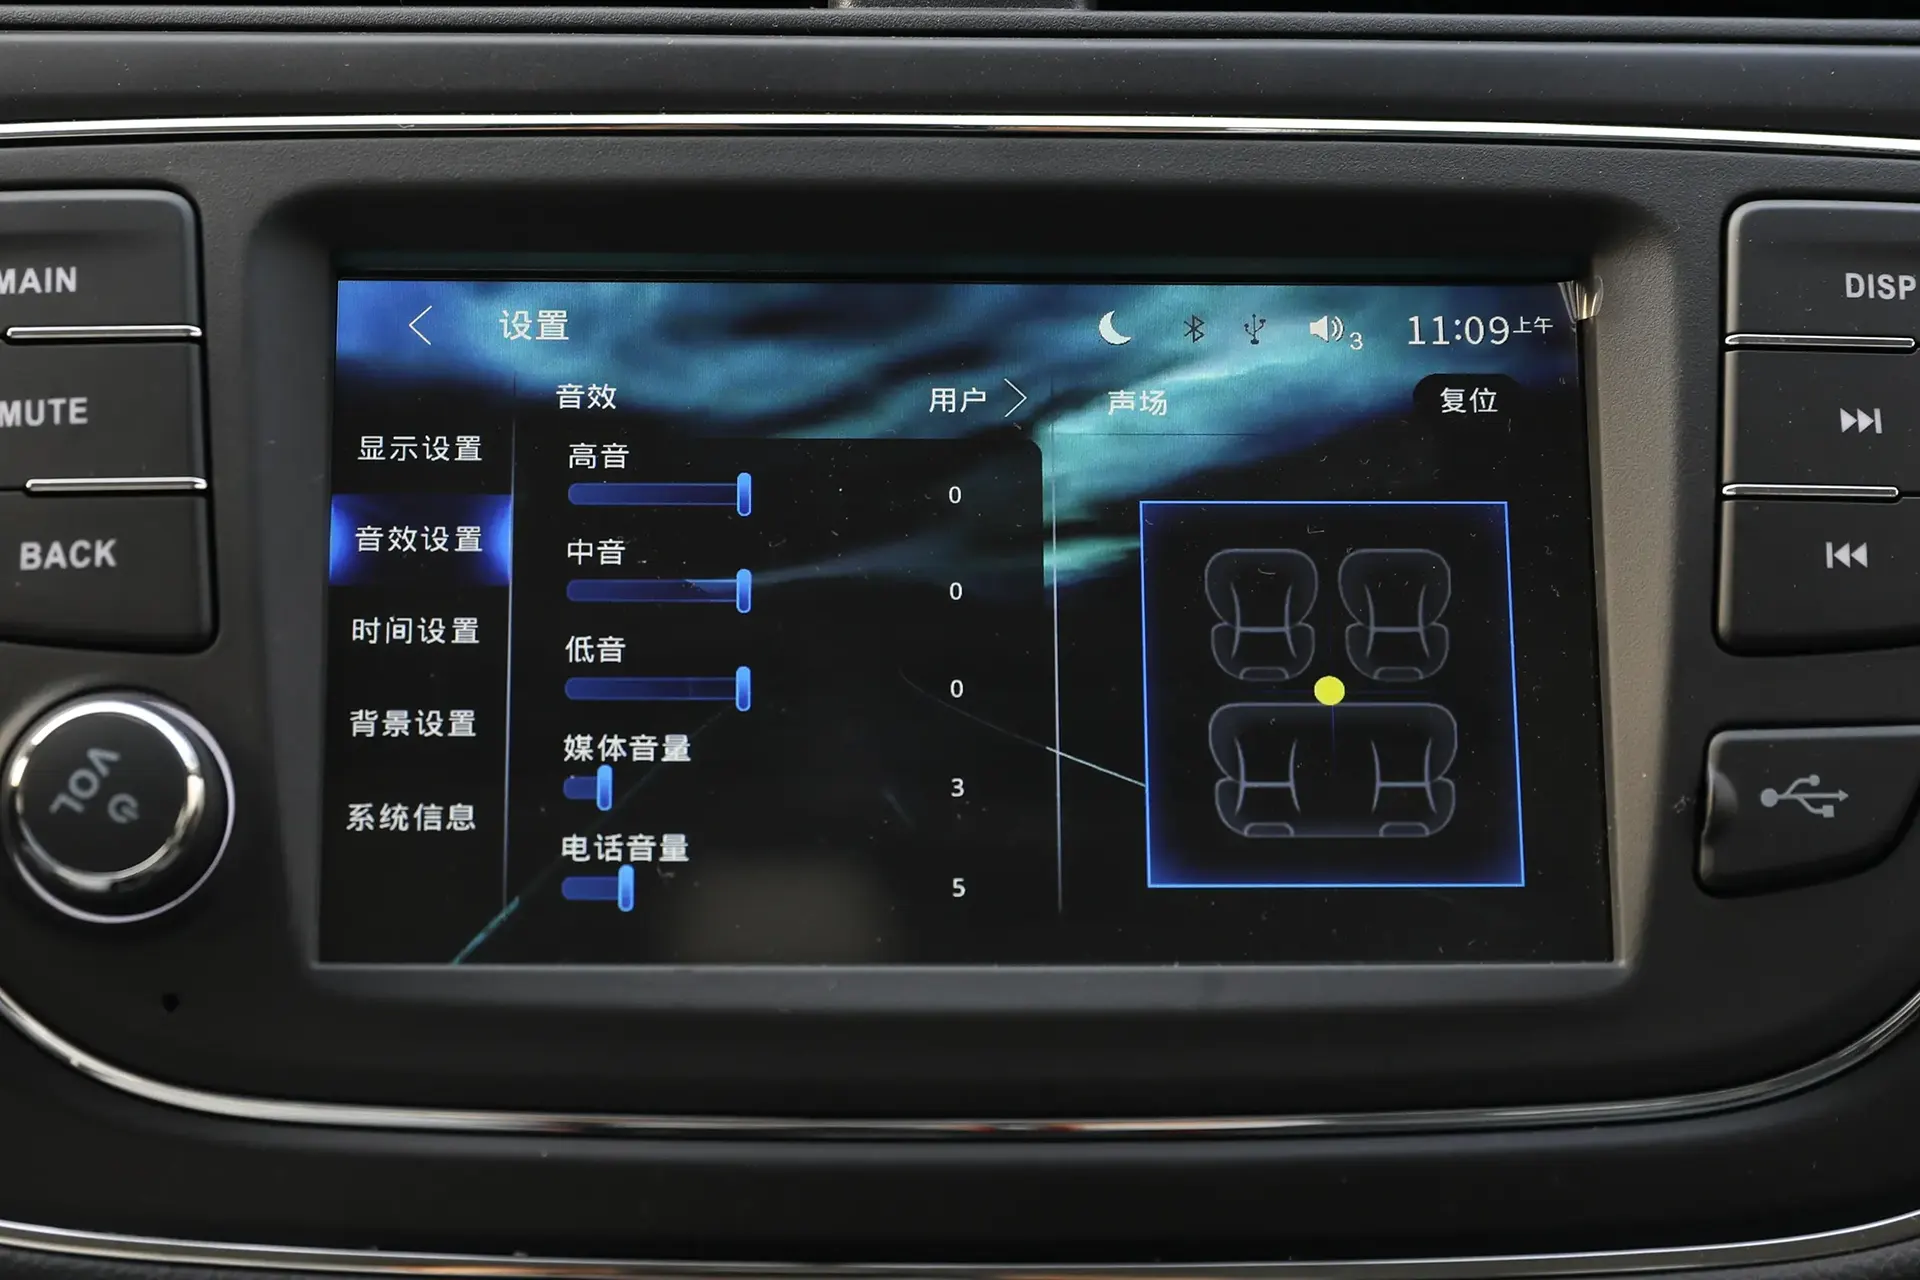 MAIN
MUTE
BACK
VOL
设置
3
11:09上午
显示设置
音效设置
时间设置
背景设置
系统信息
音效
用户
高音
0
中音
0
低音
0
媒体音量
3
电话音量
5
声场
复位
DISP